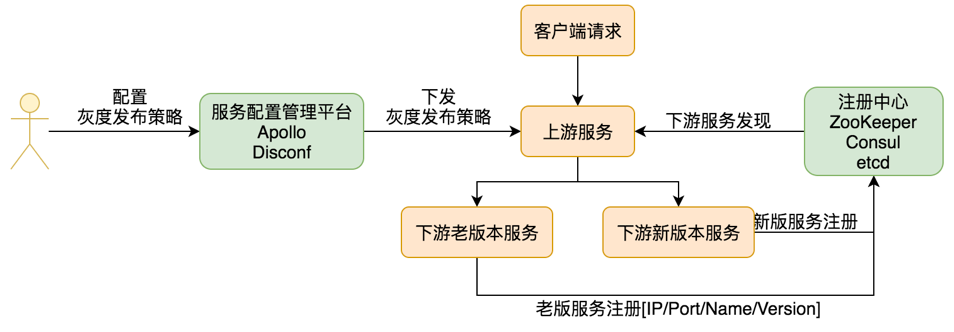 客户端请求
配置
灰度发布策略
服务配置管理平台
Apollo
Disconf
下发
灰度发布策略
上游服务
下游服务发现
注册中心
ZooKeeper
Consul
etcd
下游老版本服务
下游新版本服务
新版服务注册
老版服务注册[IP/Port/Name/Version]